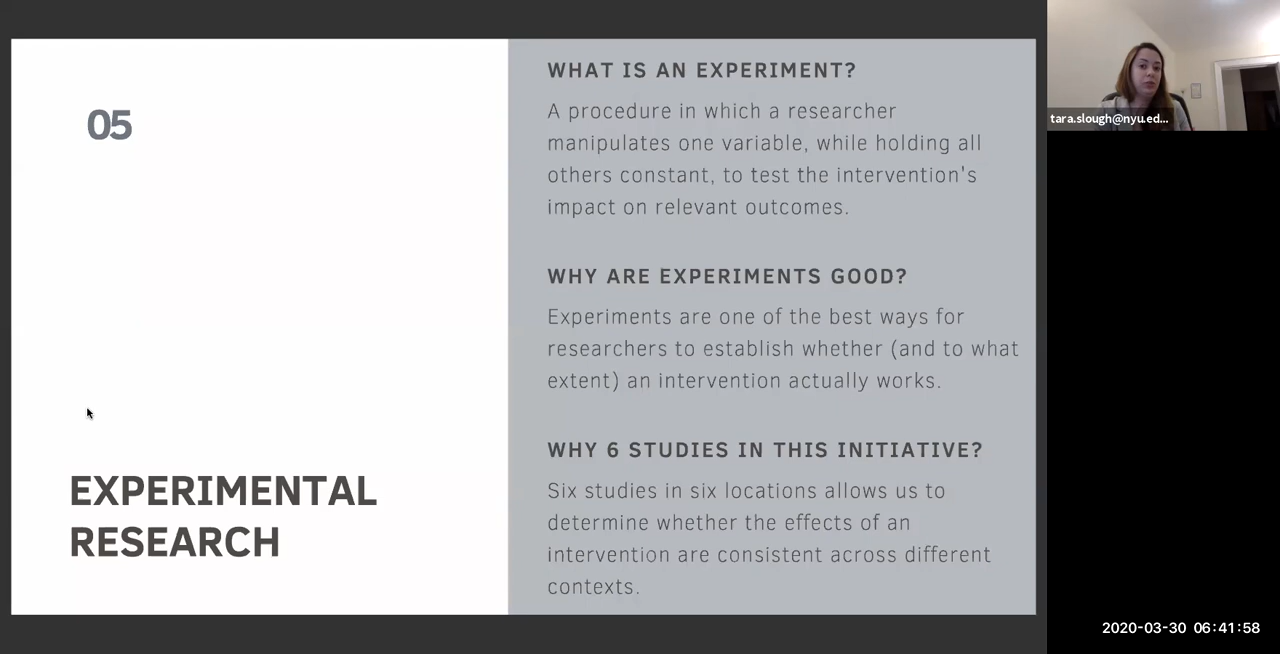 05
EXPERIMENTAL
RESEARCH
WHAT IS AN EXPERIMENT?
A procedure in which a researcher
manipulates one variable, while holding all
others constant, to test the intervention's
impact on relevant outcomes.
WHY ARE EXPERIMENTS GOOD?
Experiments are one of the best ways for
researchers to establish whether (and to what
extent) an intervention actually works.
WHY 6 STUDIES IN THIS INITIATIVE?
Six studies in six locations allows us to
determine whether the effects of an
intervention are consistent across different
contexts.
tara.slough@nyu.ed...
2020-03-30 06:41:58